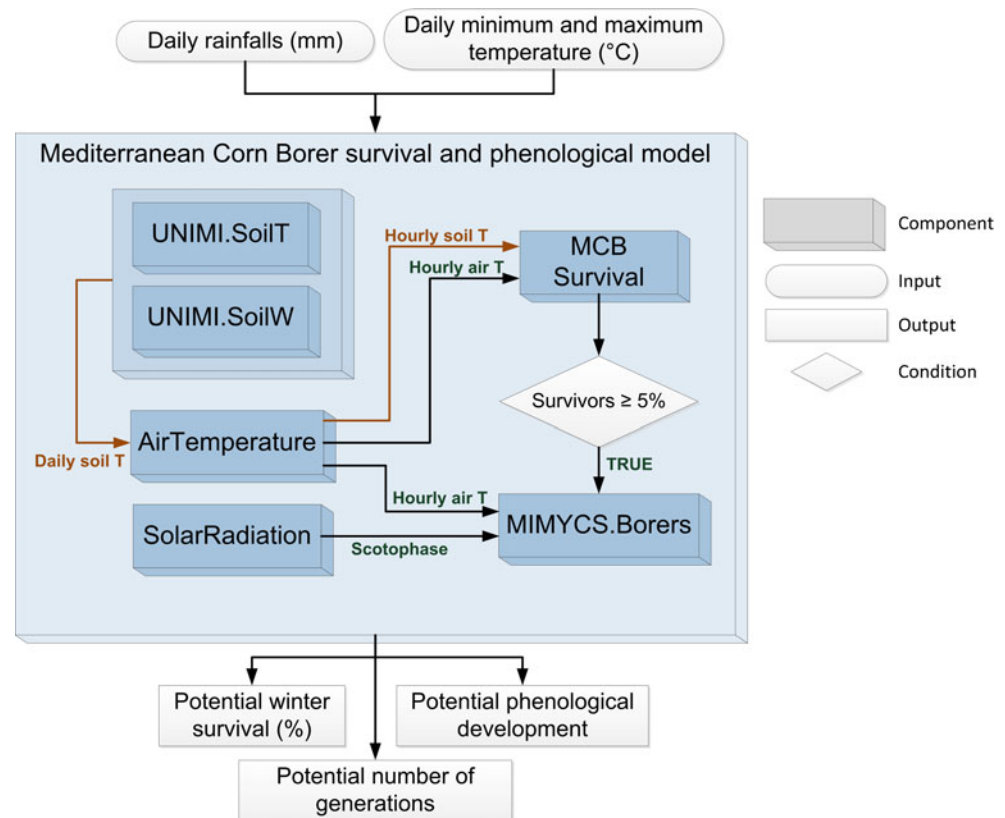 Daily rainfalls (mm)
Daily minimum and maximum
temperature (°C)
Mediterranean Corn Borer survival and phenological model
UNIMI.SoilT
UNIMI.SoilW
Hourly soil T
Hourly air T
MCB
Survival
Survivors ≥ 5%
TRUE
AirTemperature
Daily soil T
Hourly air T
SolarRadiation
Scotophase
MIMYCS.Borers
Component
Input
Output
Condition
Potential winter
survival (%)
Potential phenological
development
Potential number of
generations